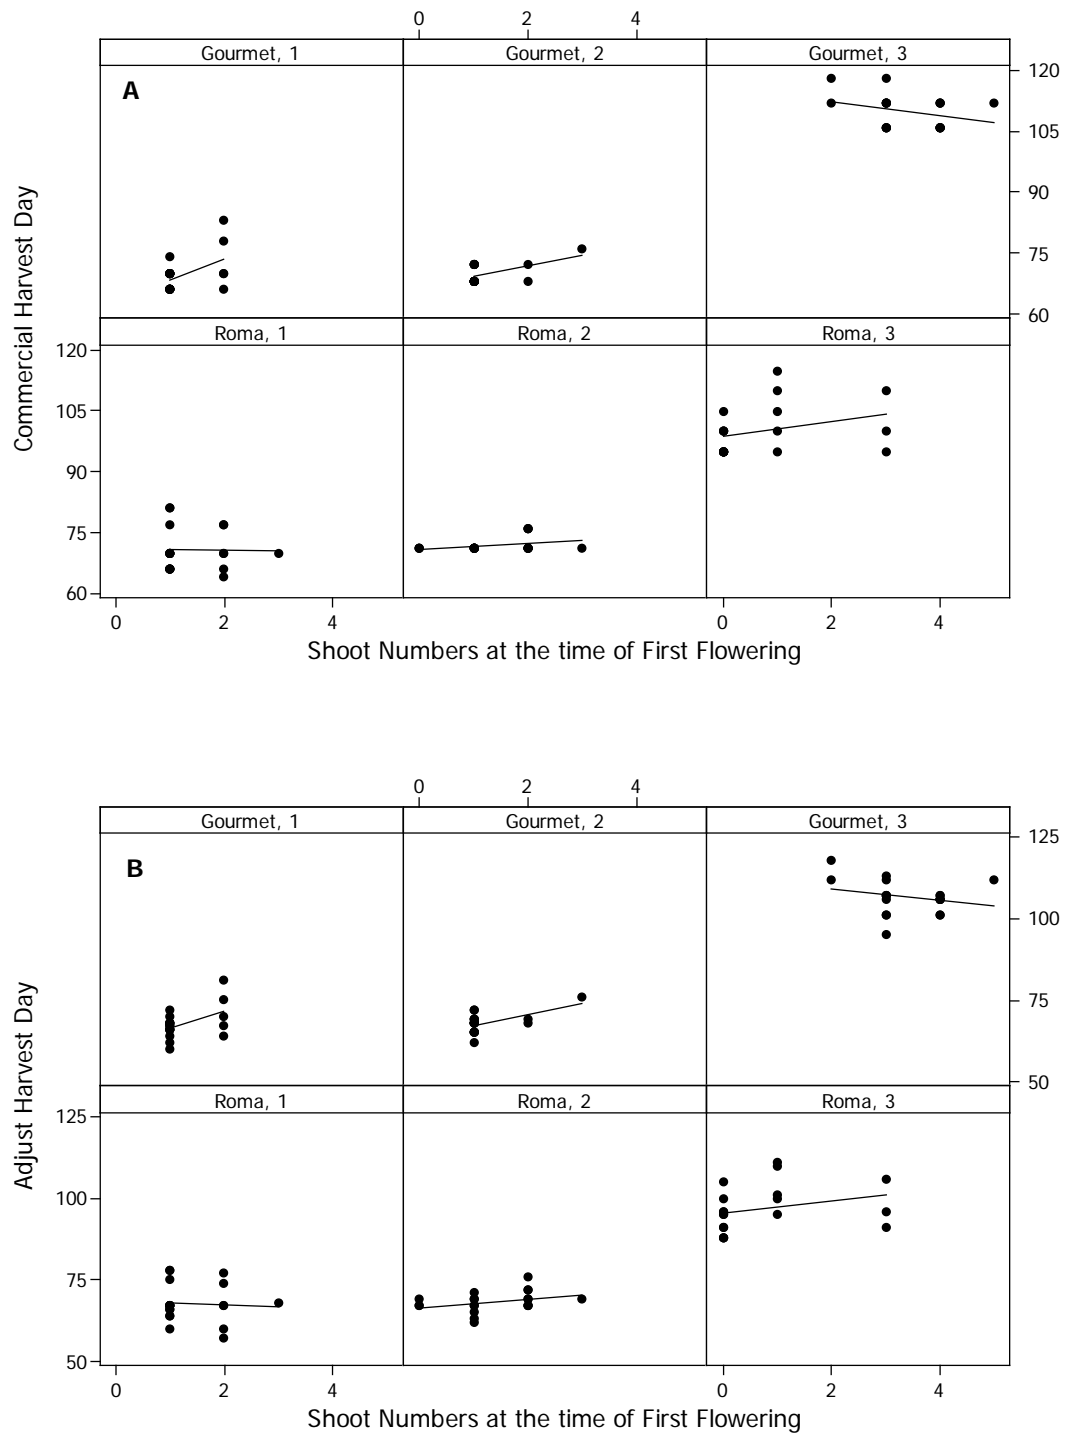 0 2 4
Gourmet, 1 Gourmet, 2 Gourmet, 3
A
120
105
90
75
60
Commercial Harvest Day
Roma, 1 Roma, 2 Roma, 3
120
105
90
75
60
0 2 4 0 2 4
Shoot Numbers at the time of First Flowering
0 2 4
Gourmet, 1 Gourmet, 2 Gourmet, 3
B
125
100
75
50
Adjust Harvest Day
Roma, 1 Roma, 2 Roma, 3
125
100
75
50
0 2 4 0 2 4
Shoot Numbers at the time of First Flowering